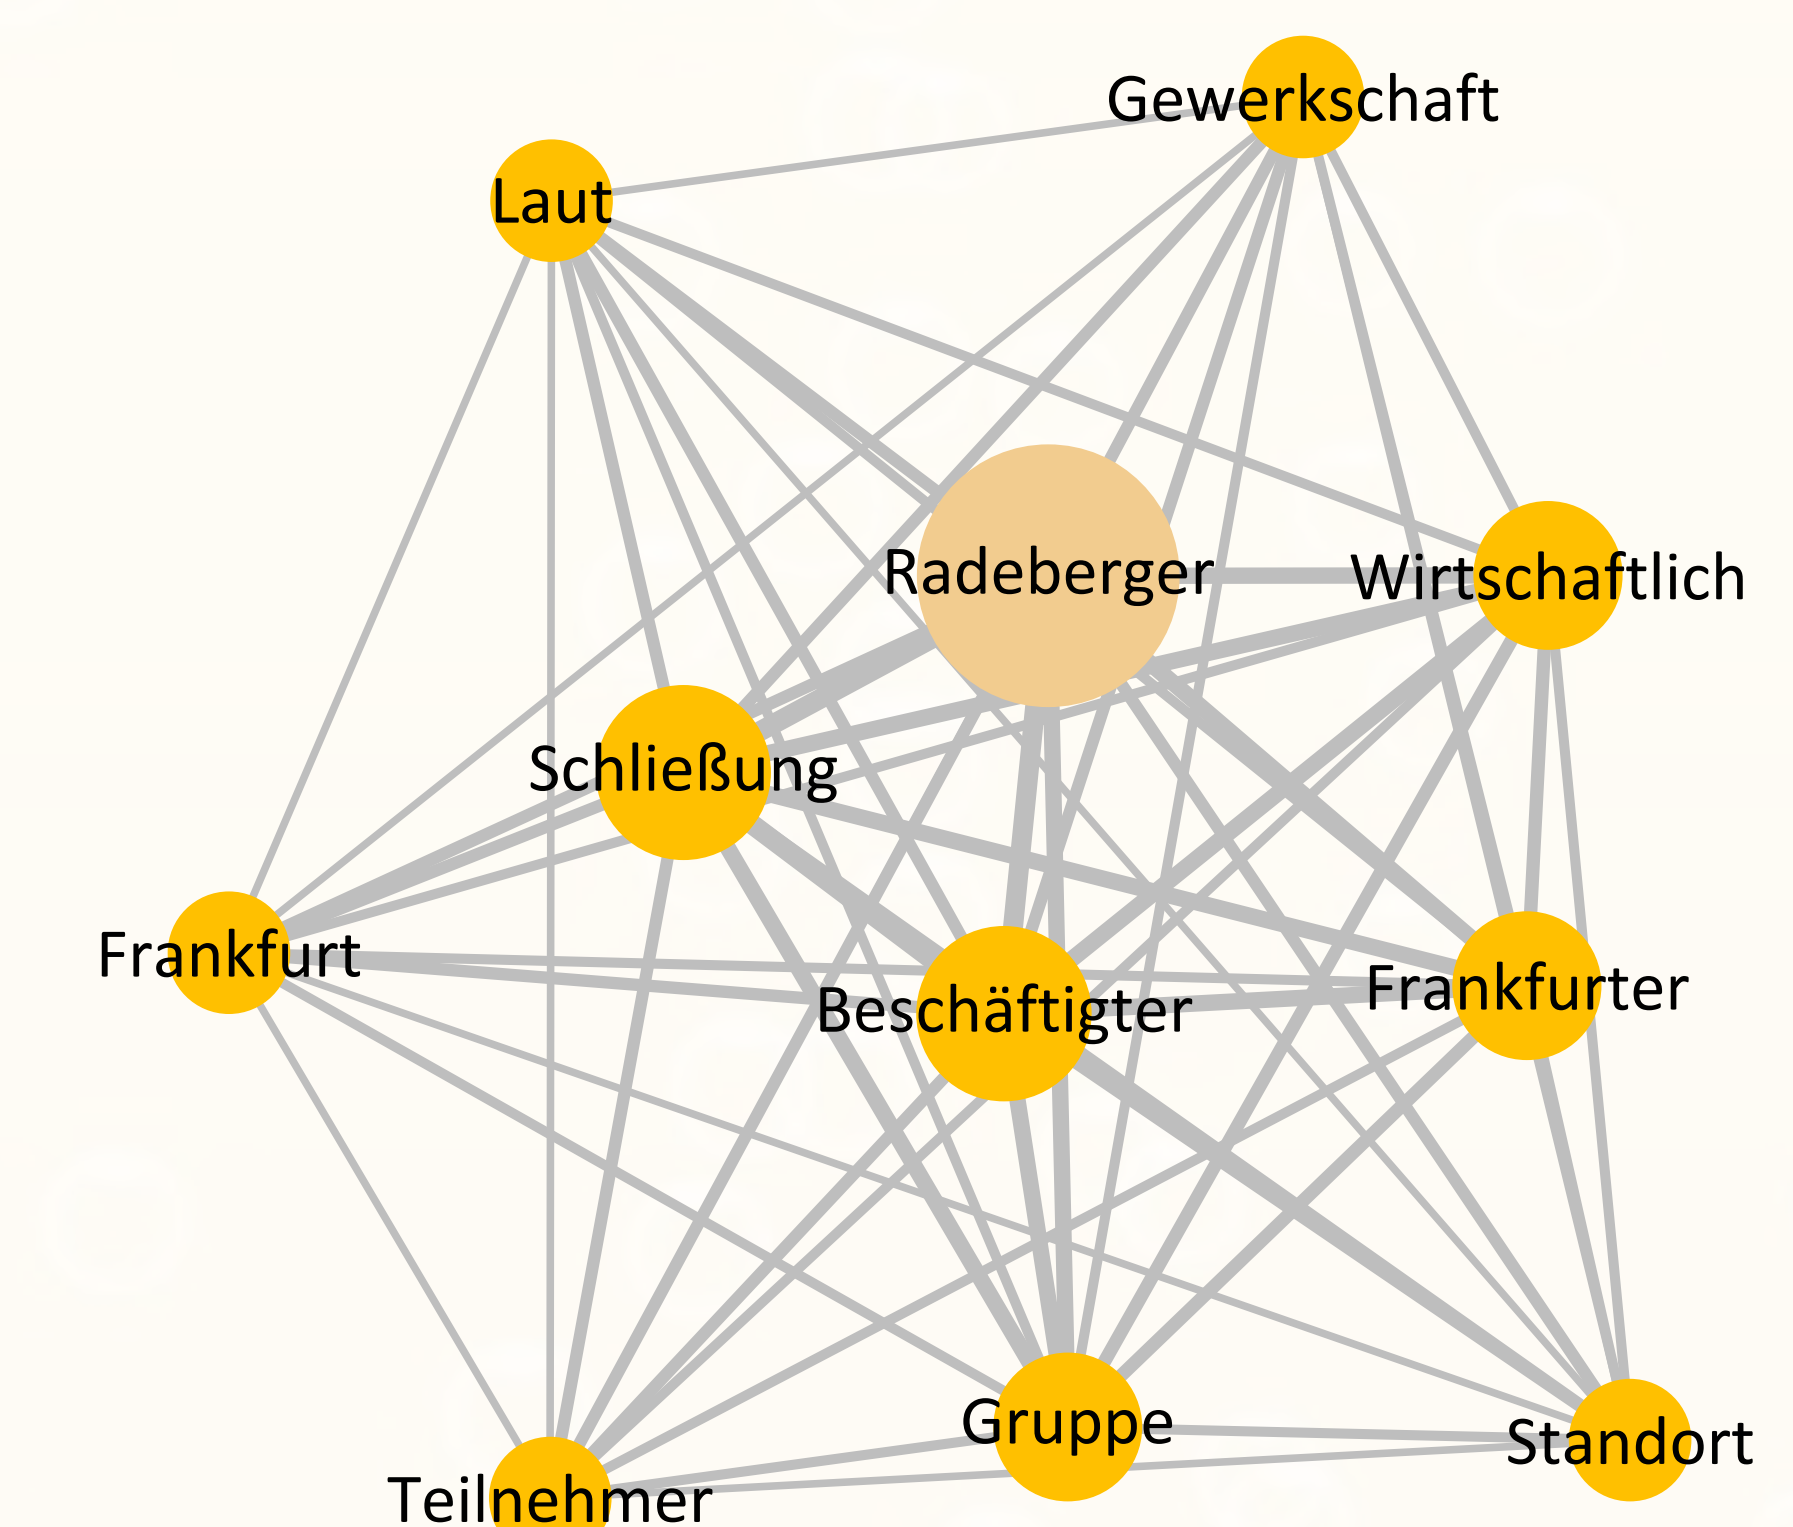 Gewerkschaft
Laut
Radeberger
Wirtschaftlich
Schließung
Frankfurt
Beschäftigter
Frankfurter
Gruppe
Standort
Teilnehmer